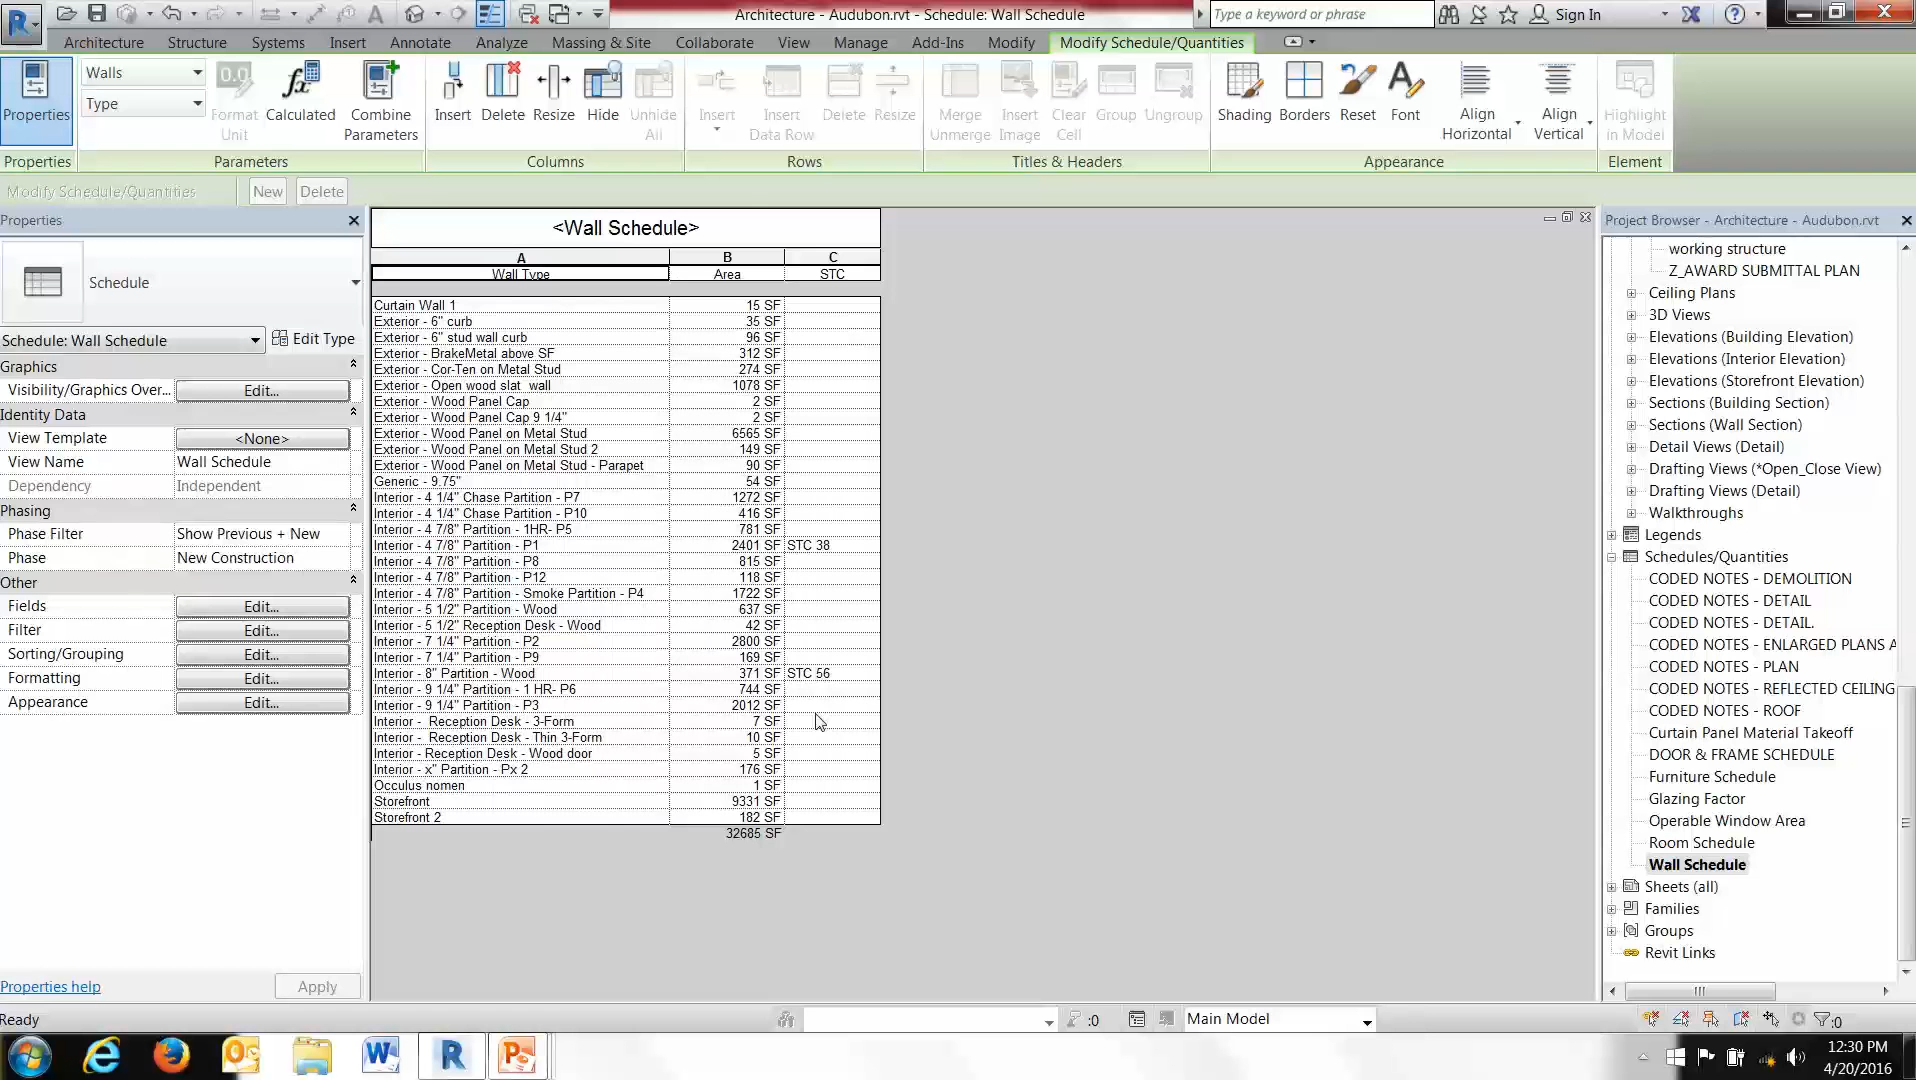 Architecture - Audubon.rvt - Schedule: Wall Schedule
Type a keyword or phrase
Sign In
Architecture Structure Systems Insert Annotate Analyze Massing & Site Collaborate View Manage Add-Ins Modify Modify Schedule/Quantities
Properties
Walls
Type
Format Unit
Calculated
Combine Parameters
Insert Delete Resize Hide Unhide All
Insert Insert Data Row Delete Resize
Merge Unmerge Insert Image Clear Cell Group Ungroup
Shading Borders Reset Font Align Horizontal Align Vertical
Highlight in Model
Properties Parameters Columns Rows Titles & Headers Appearance Element
Modify Schedule/Quantities New Delete
Properties
Schedule
Schedule: Wall Schedule Edit Type
Graphics
Visibility/Graphics Over... Edit...
Identity Data
View Template <None>
View Name Wall Schedule
Dependency Independent
Phasing
Phase Filter Show Previous + New
Phase New Construction
Other
Fields Edit...
Filter Edit...
Sorting/Grouping Edit...
Formatting Edit...
Appearance Edit...
Properties help Apply
<Wall Schedule>
A B C
Wall Type Area STC
Curtain Wall 1 15 SF
Exterior - 6" curb 35 SF
Exterior - 6" stud wall curb 96 SF
Exterior - BrakeMetal above SF 312 SF
Exterior - Cor-Ten on Metal Stud 274 SF
Exterior - Open wood slat  wall 1078 SF
Exterior - Wood Panel Cap 2 SF
Exterior - Wood Panel Cap 9 1/4" 2 SF
Exterior - Wood Panel on Metal Stud 6565 SF
Exterior - Wood Panel on Metal Stud 2 149 SF
Exterior - Wood Panel on Metal Stud - Parapet 90 SF
Generic - 9.75" 54 SF
Interior - 4 1/4" Chase Partition - P7 1272 SF
Interior - 4 1/4" Chase Partition - P10 416 SF
Interior - 4 7/8" Partition - 1HR- P5 781 SF
Interior - 4 7/8" Partition - P1 2401 SF STC 38
Interior - 4 7/8" Partition - P8 815 SF
Interior - 4 7/8" Partition - P12 118 SF
Interior - 4 7/8" Partition - Smoke Partition - P4 1722 SF
Interior - 5 1/2" Partition - Wood 637 SF
Interior - 5 1/2" Reception Desk - Wood 42 SF
Interior - 7 1/4" Partition - P2 2800 SF
Interior - 7 1/4" Partition - P9 169 SF
Interior - 8" Partition - Wood 371 SF STC 56
Interior - 9 1/4" Partition - 1 HR- P6 744 SF
Interior - 9 1/4" Partition - P3 2012 SF
Interior -  Reception Desk - 3-Form 7 SF
Interior -  Reception Desk - Thin 3-Form 10 SF
Interior - Reception Desk - Wood door 5 SF
Interior - x" Partition - Px 2 176 SF
Occulus nomen 1 SF
Storefront 9331 SF
Storefront 2 182 SF
32685 SF
Project Browser - Architecture - Audubon.rvt
working structure
Z_AWARD SUBMITTAL PLAN
Ceiling Plans
3D Views
Elevations (Building Elevation)
Elevations (Interior Elevation)
Elevations (Storefront Elevation)
Sections (Building Section)
Sections (Wall Section)
Detail Views (Detail)
Drafting Views (*Open_Close View)
Drafting Views (Detail)
Walkthroughs
Legends
Schedules/Quantities
CODED NOTES - DEMOLITION
CODED NOTES - DETAIL
CODED NOTES - DETAIL.
CODED NOTES - ENLARGED PLANS A
CODED NOTES - PLAN
CODED NOTES - REFLECTED CEILING
CODED NOTES - ROOF
Curtain Panel Material Takeoff
DOOR & FRAME SCHEDULE
Furniture Schedule
Glazing Factor
Operable Window Area
Room Schedule
Wall Schedule
Sheets (all)
Families
Groups
Revit Links
Ready :0 Main Model :0
12:30 PM
4/20/2016